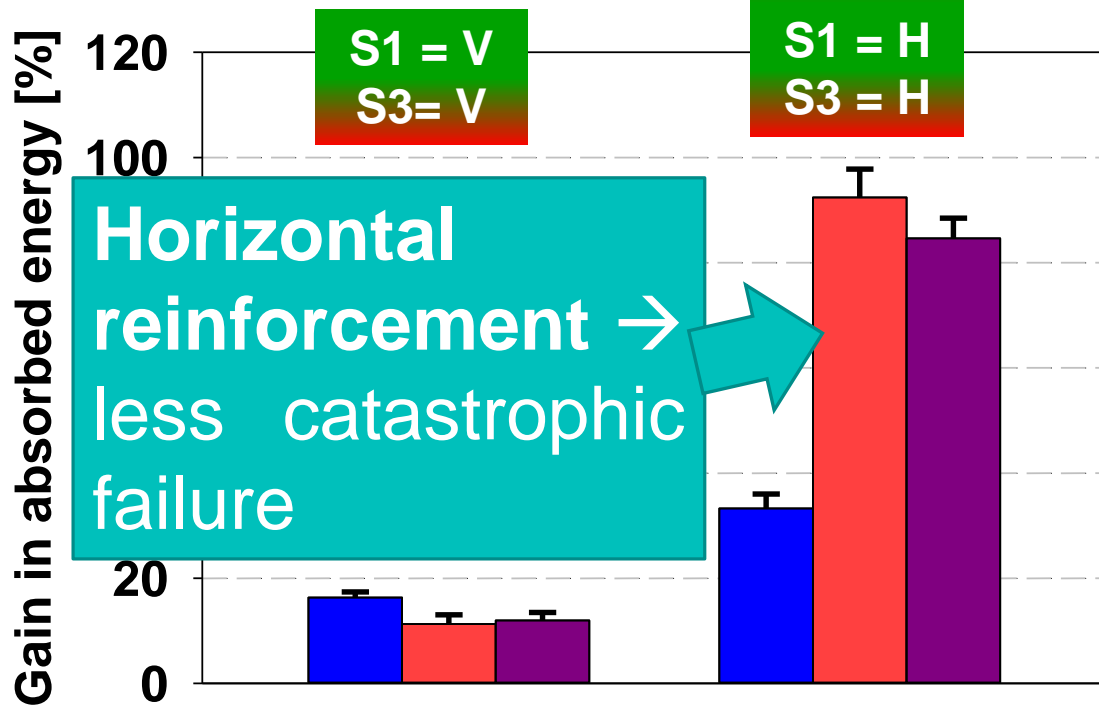 Gain in absorbed energy [%]
120
100
20
0
S1 = V
S3= V
S1 = H
S3 = H
Horizontal
reinforcement →
less catastrophic
failure